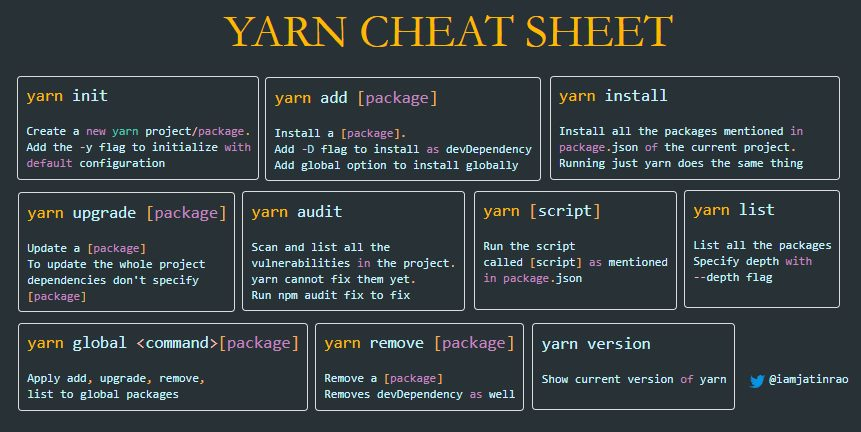 YARN CHEAT SHEET
yarn init
Create a new yarn project/package.
Add the -y flag to initialize with
default configuration
yarn add [package]
Install a [package].
Add -D flag to install as devDependency
Add global option to install globally
yarn install
Install all the packages mentioned in
package.json of the current project.
Running just yarn does the same thing
yarn upgrade [package]
Update a [package]
To update the whole project
dependencies don't specify
[package]
yarn audit
Scan and list all the
vulnerabilities in the project.
yarn cannot fix them yet.
Run npm audit fix to fix
yarn [script]
Run the script
called [script] as mentioned
in package.json
yarn list
List all the packages
Specify depth with
--depth flag
yarn global <command>[package]
Apply add, upgrade, remove,
list to global packages
yarn remove [package]
Remove a [package]
Removes devDependency as well
yarn version
Show current version of yarn
@iamjatinrao